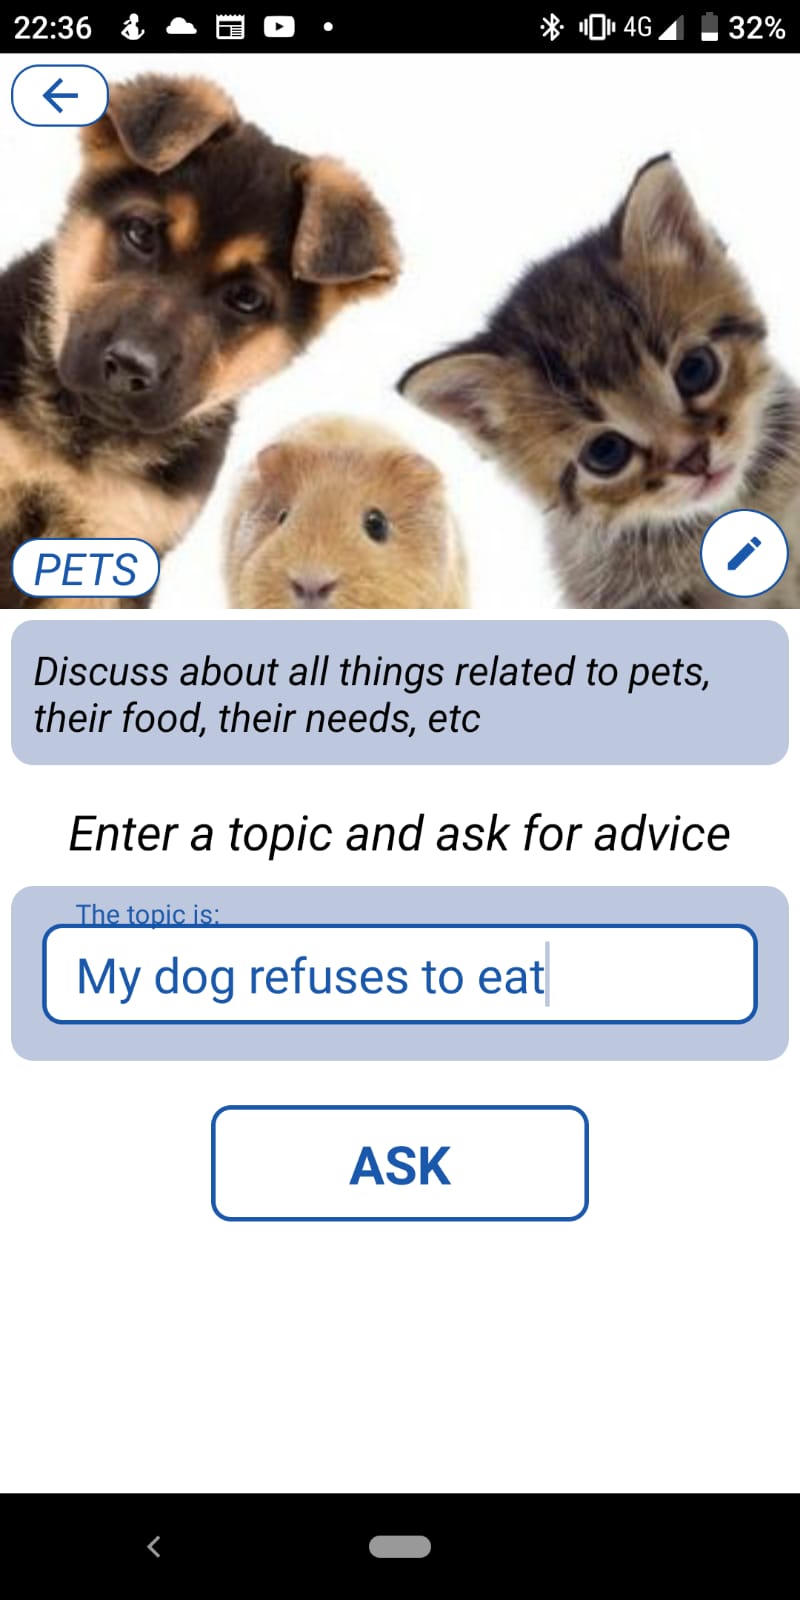 22:36 4G 32%
PETS
Discuss about all things related to pets,
their food, their needs, etc
Enter a topic and ask for advice
The topic is:
My dog refuses to eat
ASK